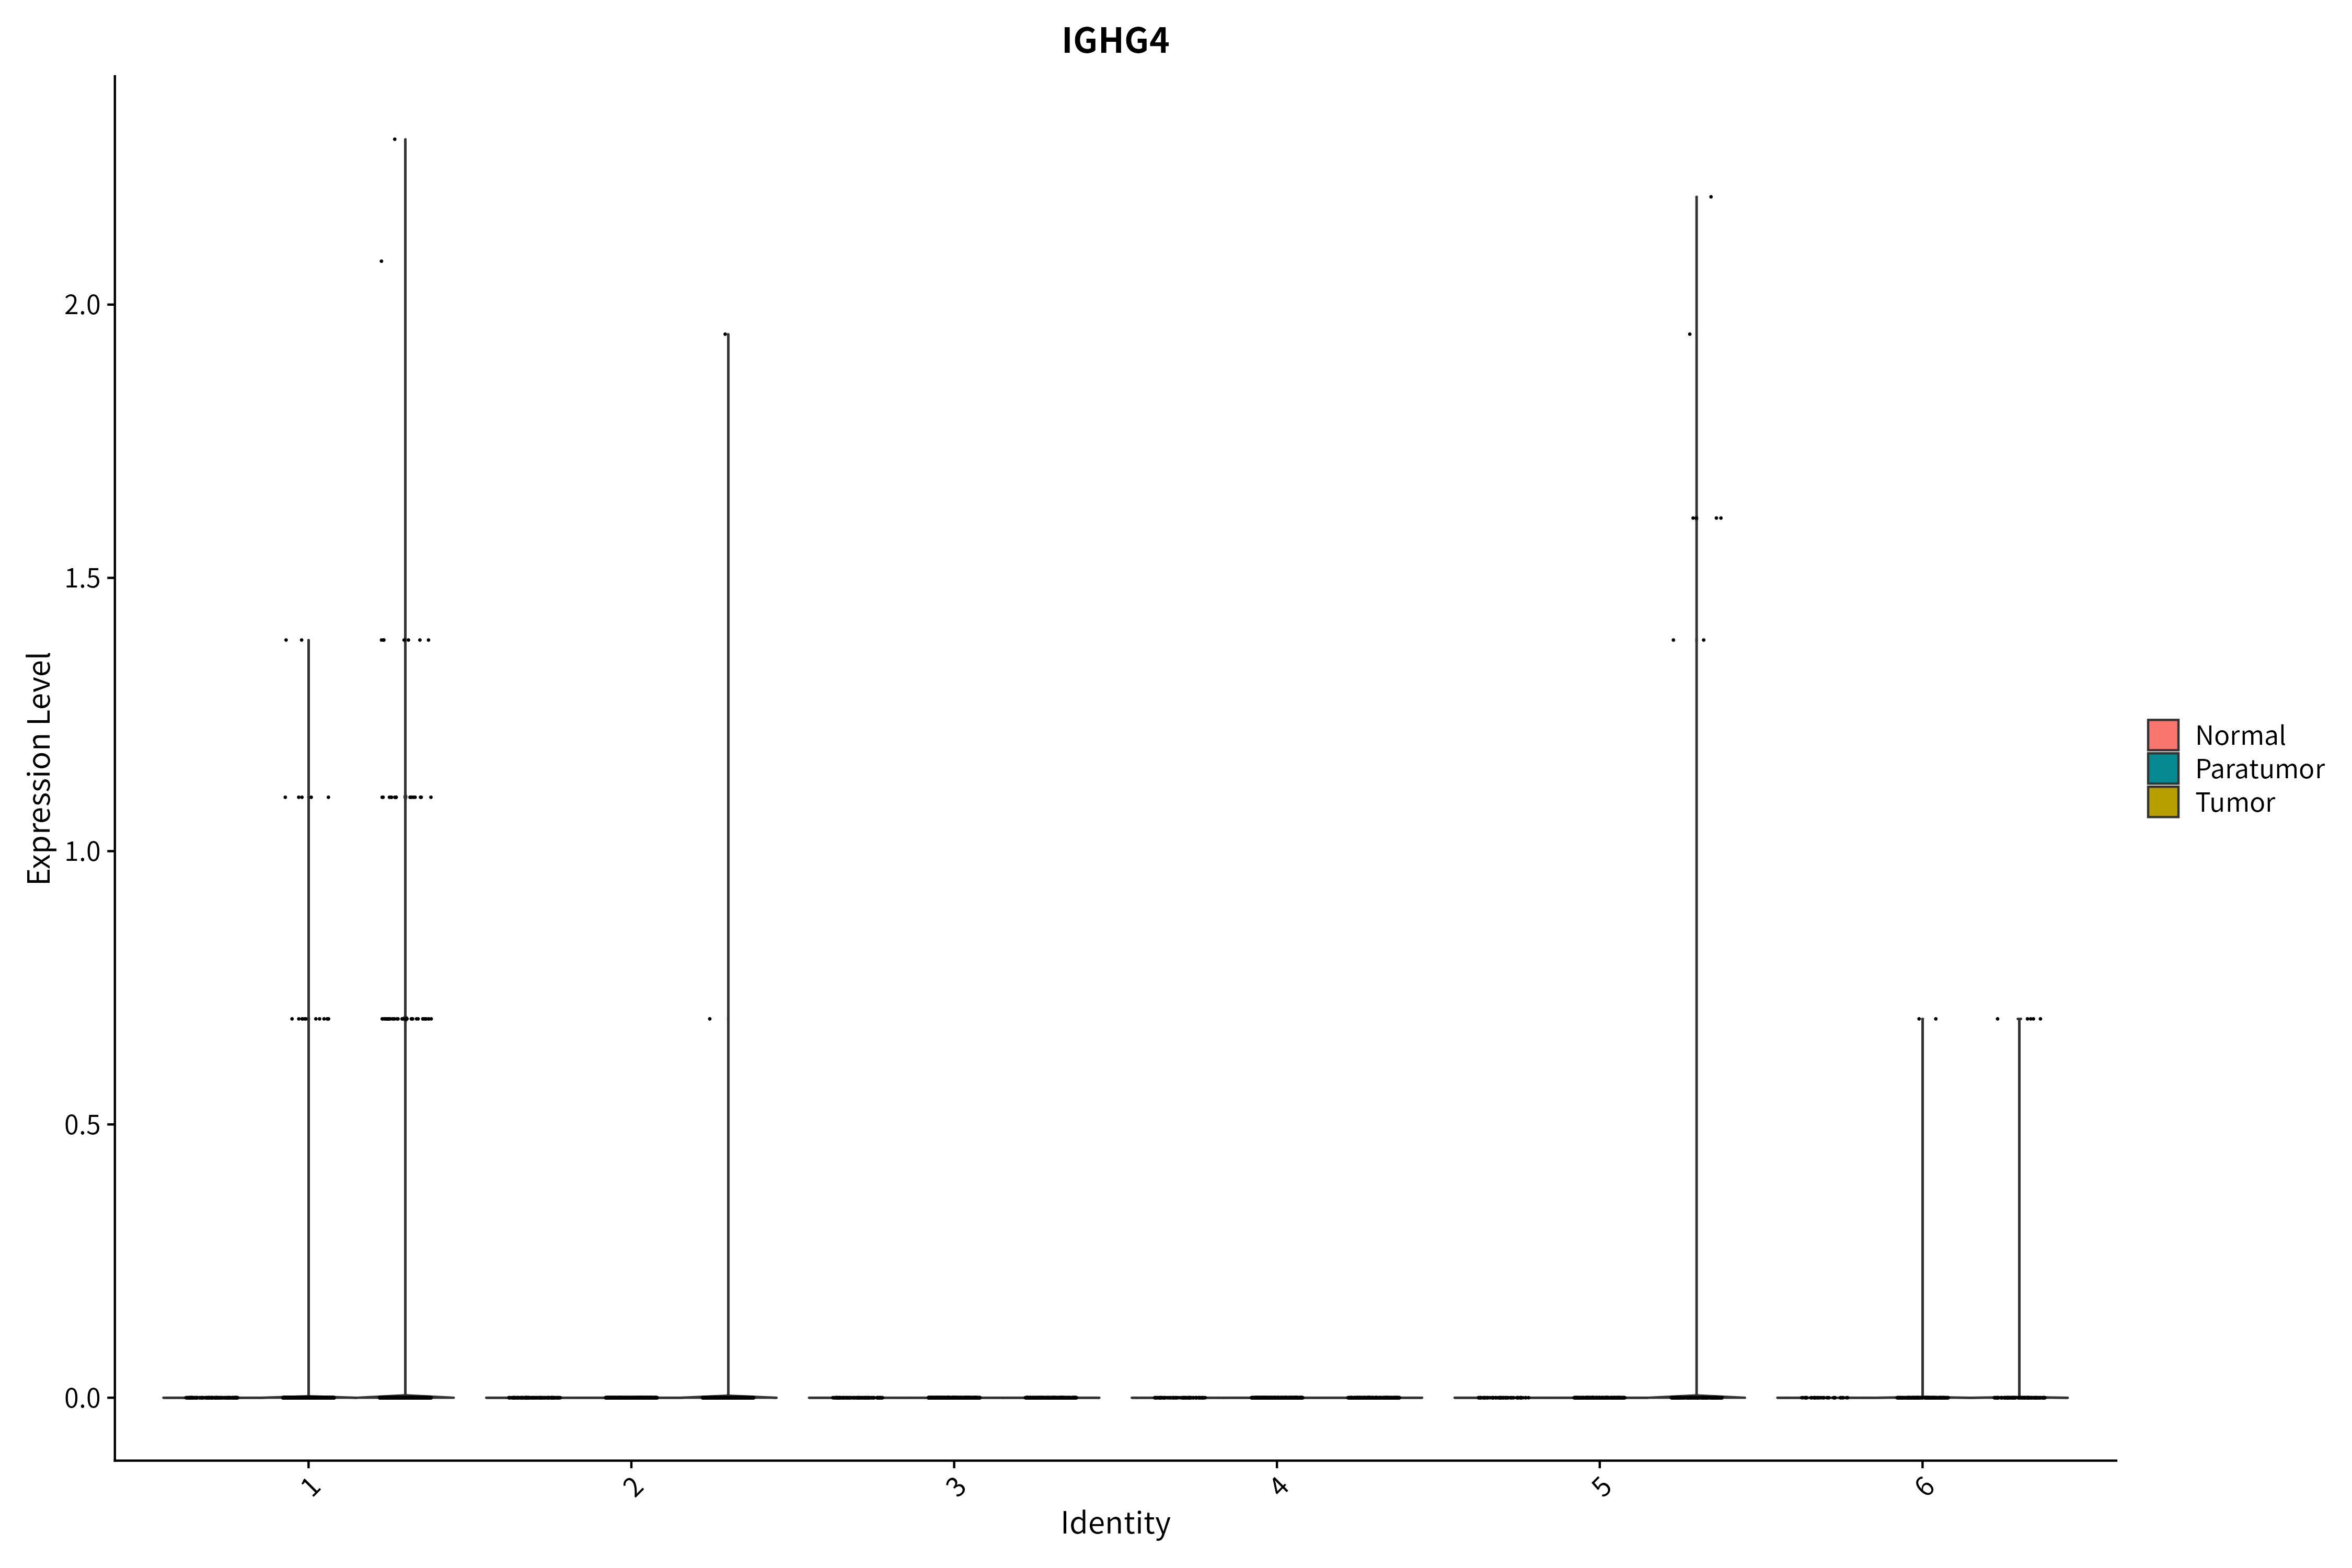 IGHG4
Expression Level
2.0
1.5
1.0
0.5
0.0
1
2
3
4
5
6
Identity
Normal
Paratumor
Tumor